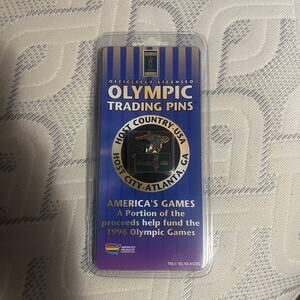 OFFICIALLY LICENSED
OLYMPIC
TRADING PINS
HOST COUNTRY-USA
HOST CITY-ATLANTA, GA
AMERICA'S GAMES
A Portion of the
proceeds help fund the
1996 Olympic Games